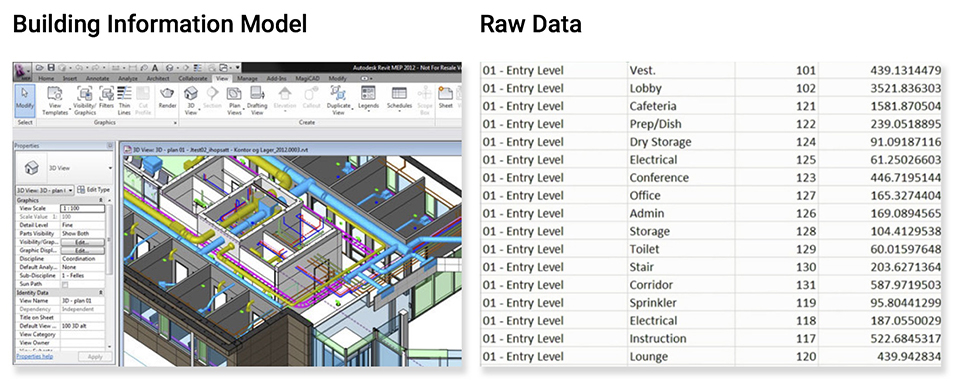 Building Information Model
Autodesk Revit MEP 2012 - Not For Resale Ve
Home Insert Annotate Analyze Architect Collaborate View Manage Add-Ins MagiCAD Modify
Modify View Templates Visibility/ Graphics Filters Thin Lines Cut Profile Render 3D View Section Plan Views Drafting View Elevation Callout Duplicate View Legends Schedules Scope Box Sheet
Select Graphics Create
Properties
3D View
3D View: 3D - plan I Edit Type
Graphics
View Scale 1 : 100
Scale Value 1: 100
Detail Level Fine
Parts Visibility Show Both
Visibility/Grap... Edit...
Graphic Displ... Edit...
Discipline Coordination
Default Analy... None
Sub-Discipline 1 - Felles
Sun Path
Identity Data
View Name 3D - plan 01
Dependency Independent
Title on Sheet
Default View ... 100 3D alt
View Category
View Owner
Properties help Apply
3D View: 3D - plan 01 - Jtest02_ihopsatt - Kontor og Lager_2012.0003.rvt
Raw Data
01 - Entry Level Vest. 101 439.1314479
01 - Entry Level Lobby 102 3521.836303
01 - Entry Level Cafeteria 121 1581.870504
01 - Entry Level Prep/Dish 122 239.0518895
01 - Entry Level Dry Storage 124 91.09187116
01 - Entry Level Electrical 125 61.25026603
01 - Entry Level Conference 123 446.7195144
01 - Entry Level Office 127 165.3274404
01 - Entry Level Admin 126 169.0894565
01 - Entry Level Storage 128 104.4129538
01 - Entry Level Toilet 129 60.01597648
01 - Entry Level Stair 130 203.6271364
01 - Entry Level Corridor 131 587.9719503
01 - Entry Level Sprinkler 119 95.80441299
01 - Entry Level Electrical 118 187.0550029
01 - Entry Level Instruction 117 522.6845317
01 - Entry Level Lounge 120 439.942834